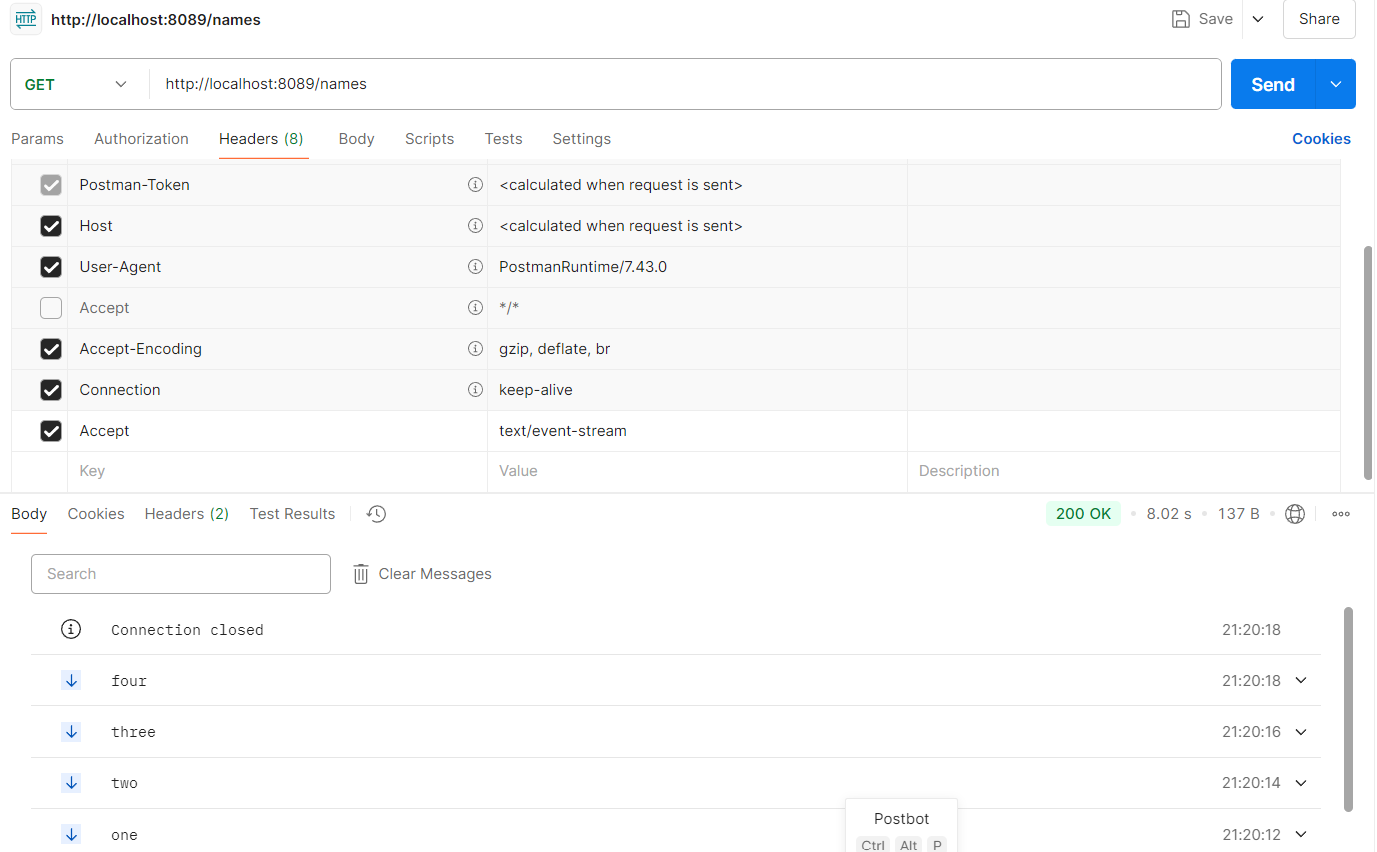 HTTP http://localhost:8089/names Save Share
GET http://localhost:8089/names Send
Params Authorization Headers (8) Body Scripts Tests Settings Cookies
Postman-Token <calculated when request is sent>
Host <calculated when request is sent>
User-Agent PostmanRuntime/7.43.0
Accept */*
Accept-Encoding gzip, deflate, br
Connection keep-alive
Accept text/event-stream
Key Value Description
Body Cookies Headers (2) Test Results 200 OK 8.02 s 137 B
Search Clear Messages
Connection closed 21:20:18
four 21:20:18
three 21:20:16
two 21:20:14
Postbot
one 21:20:12
Ctrl Alt P